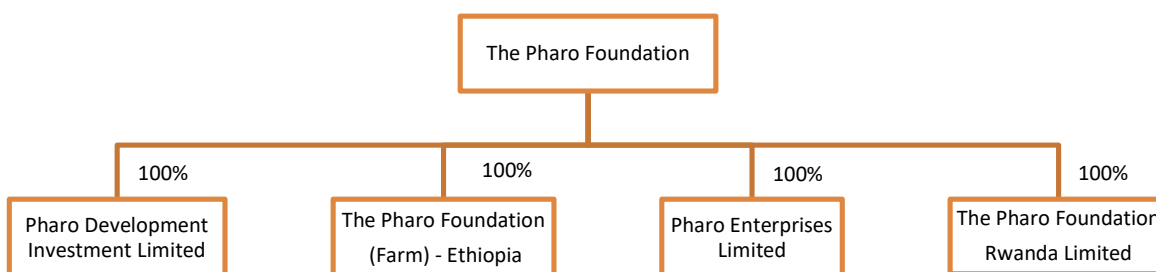 The Pharo Foundation
100%
100%
100%
100%
Pharo Development
Investment Limited
The Pharo Foundation
(Farm) - Ethiopia
Pharo Enterprises
Limited
The Pharo Foundation
Rwanda Limited